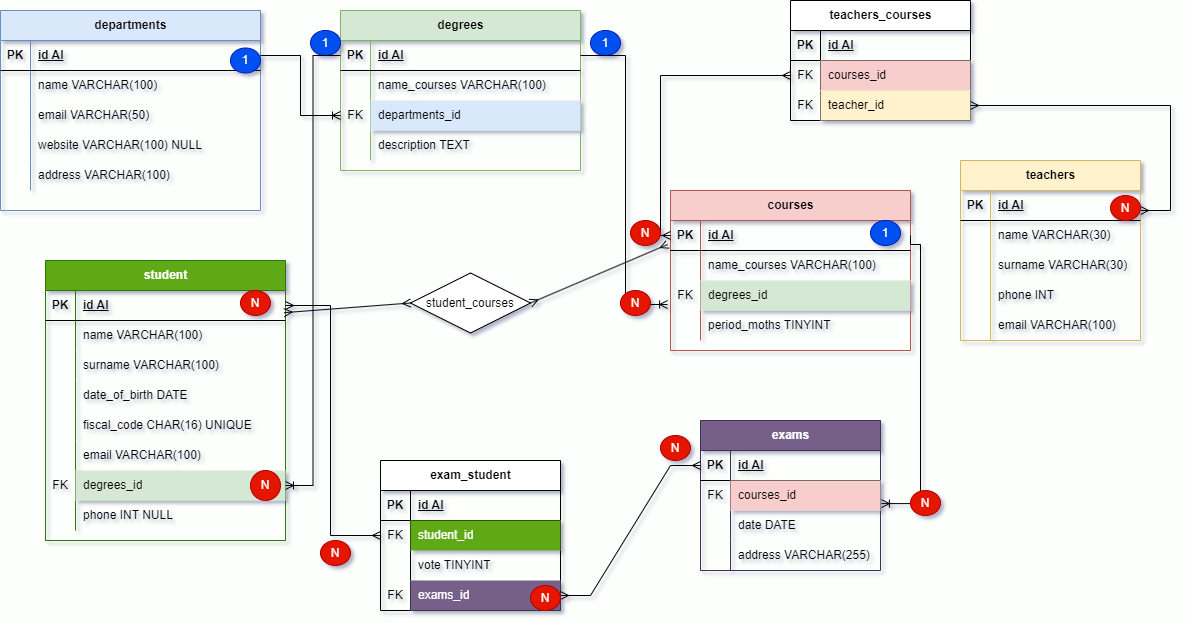 departments
PK id AI
1
name VARCHAR(100)
email VARCHAR(50)
website VARCHAR(100) NULL
address VARCHAR(100)
degrees
1
PK id AI
1
name_courses VARCHAR(100)
FK departments_id
description TEXT
teachers_courses
PK id AI
FK courses_id
FK teacher_id
teachers
PK id AI
N
name VARCHAR(30)
surname VARCHAR(30)
phone INT
email VARCHAR(100)
courses
N
PK id AI
1
name_courses VARCHAR(100)
N
FK degrees_id
period_moths TINYINT
student
PK id AI
N
name VARCHAR(100)
surname VARCHAR(100)
date_of_birth DATE
fiscal_code CHAR(16) UNIQUE
email VARCHAR(100)
FK degrees_id
N
phone INT NULL
student_courses
exam_student
PK id AI
FK student_id
N
vote TINYINT
FK exams_id
N
exams
N
PK id AI
FK courses_id
N
date DATE
address VARCHAR(255)